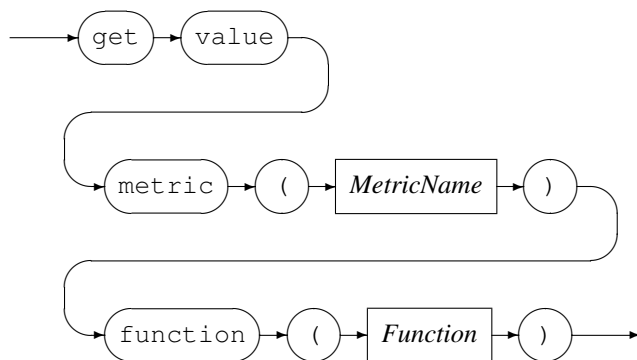 get value
metric ( MetricName )
function ( Function )